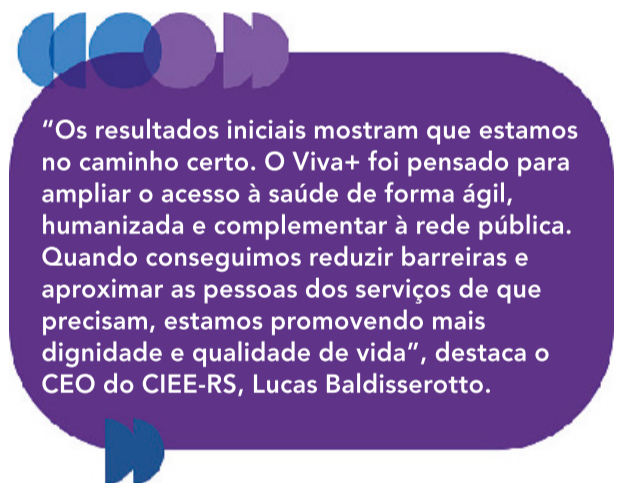 “Os resultados iniciais mostram que estamos
no caminho certo. O Viva+ foi pensado para
ampliar o acesso à saúde de forma ágil,
humanizada e complementar à rede pública.
Quando conseguimos reduzir barreiras e
aproximar as pessoas dos serviços de que
precisam, estamos promovendo mais
dignidade e qualidade de vida”, destaca o
CEO do CIEE-RS, Lucas Baldisserotto.